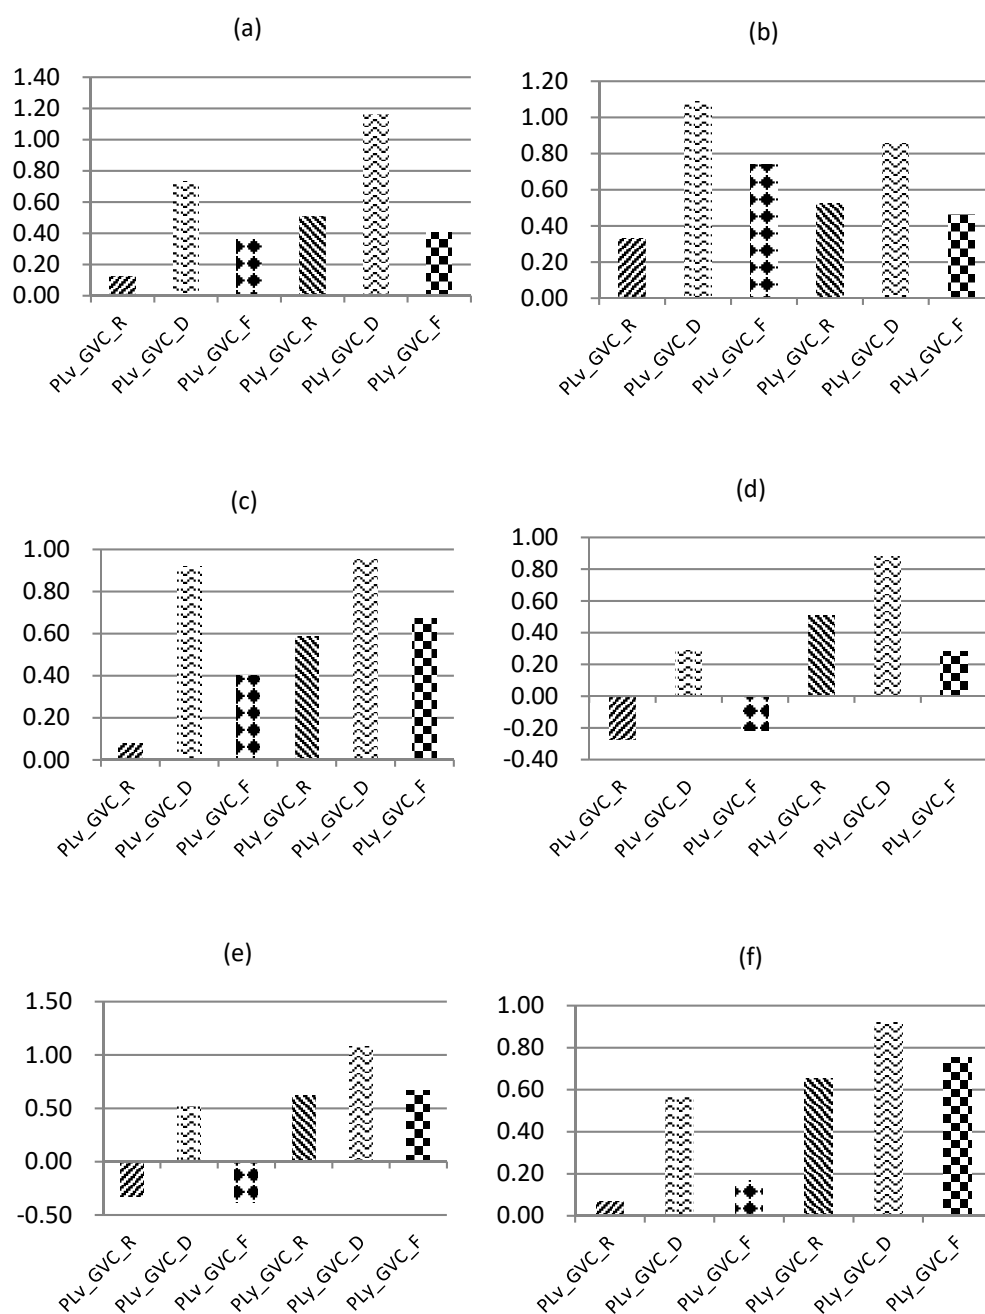 (a)
1.40
1.20
1.00
0.80
0.60
0.40
0.20
0.00
PLv_GVC_R
PLv_GVC_D
PLv_GVC_F
PLy_GVC_R
PLy_GVC_D
PLy_GVC_F
(b)
1.20
1.00
0.80
0.60
0.40
0.20
0.00
PLv_GVC_R
PLv_GVC_D
PLv_GVC_F
PLy_GVC_R
PLy_GVC_D
PLy_GVC_F
(c)
1.00
0.80
0.60
0.40
0.20
0.00
PLv_GVC_R
PLv_GVC_D
PLv_GVC_F
PLy_GVC_R
PLy_GVC_D
PLy_GVC_F
(d)
1.00
0.80
0.60
0.40
0.20
0.00
-0.20
-0.40
PLv_GVC_R
PLv_GVC_D
PLv_GVC_F
PLy_GVC_R
PLy_GVC_D
PLy_GVC_F
(e)
1.50
1.00
0.50
0.00
-0.50
PLv_GVC_R
PLv_GVC_D
PLv_GVC_F
PLy_GVC_R
PLy_GVC_D
PLy_GVC_F
(f)
1.00
0.80
0.60
0.40
0.20
0.00
PLv_GVC_R
PLv_GVC_D
PLv_GVC_F
PLy_GVC_R
PLy_GVC_D
PLy_GVC_F